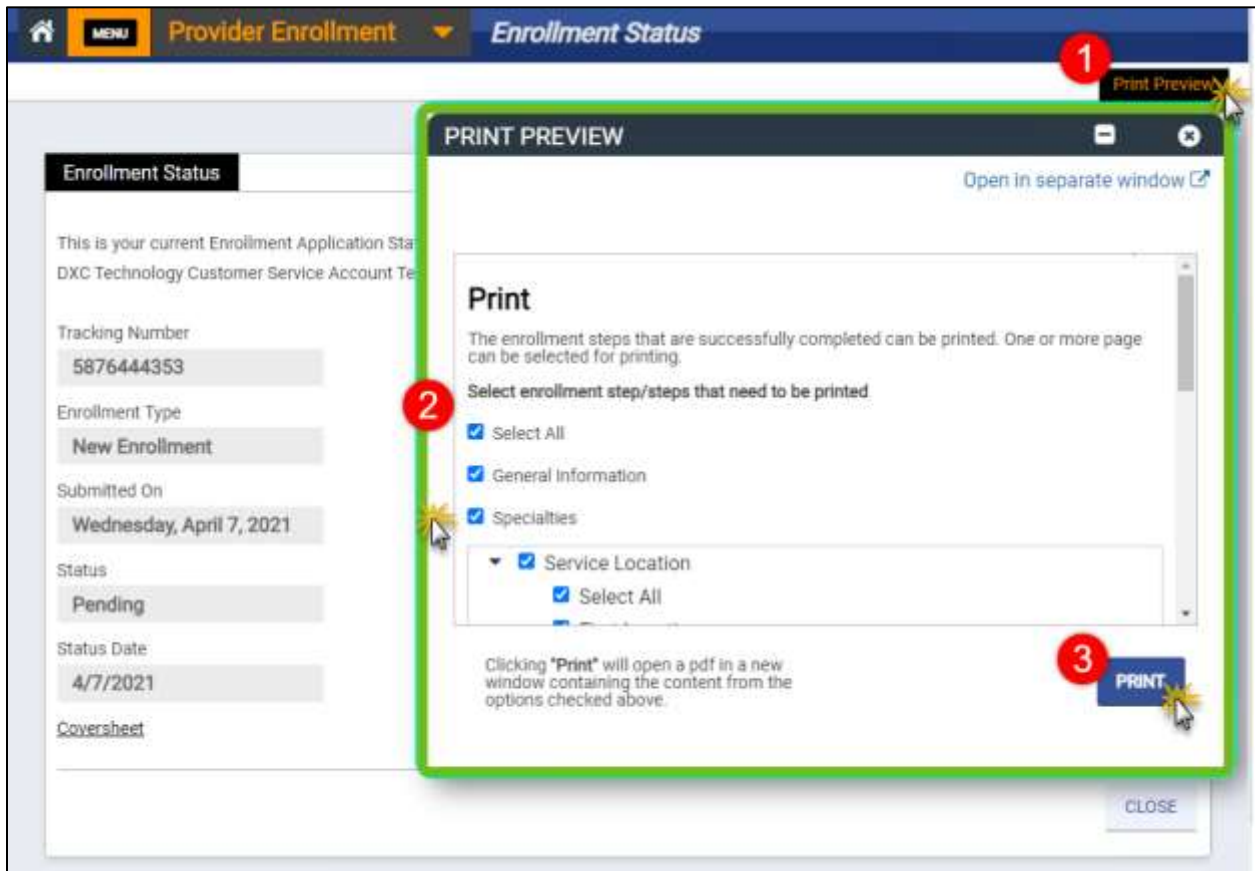 MENU Provider Enrollment Enrollment Status
1
Print Preview
PRINT PREVIEW
Open in separate window
Enrollment Status
This is your current Enrollment Application
DXC Technology Customer Service Account
Tracking Number
5876444353
Enrollment Type
New Enrollment
Submitted On
Wednesday, April 7, 2021
Status
Pending
Status Date
4/7/2021
Coversheet
Print
The enrollment steps that are successfully completed can be printed. One or more page
can be selected for printing.
Select enrollment step/steps that need to be printed
2
Select All
General Information
Specialties
Service Location
Select All
Clicking "Print" will open a pdf in a new
window containing the content from the
options checked above.
3
PRINT
CLOSE